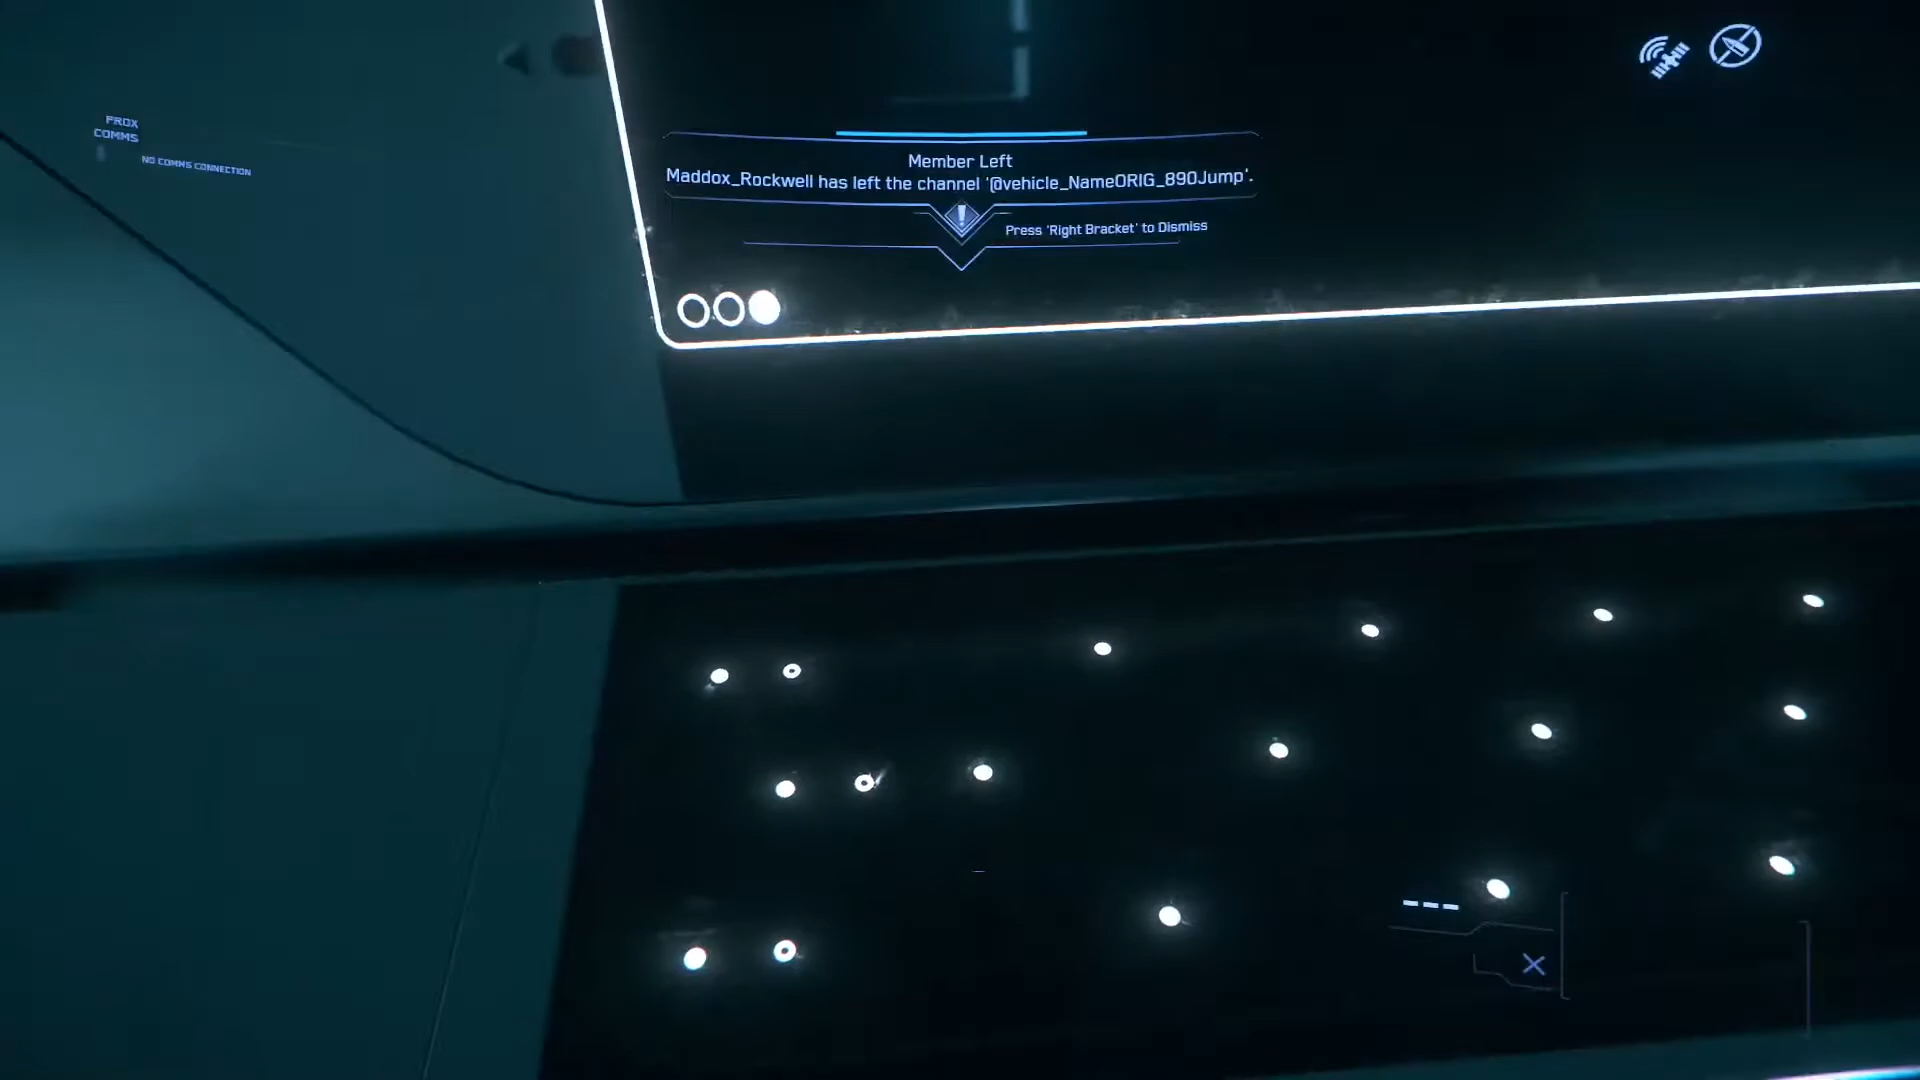 PROX
COMMS
NO COMMS CONNECTION
Member Left
Maddox_Rockwell has left the channel '@vehicle_NameORIG_890Jump'.
Press 'Right Bracket' to Dismiss